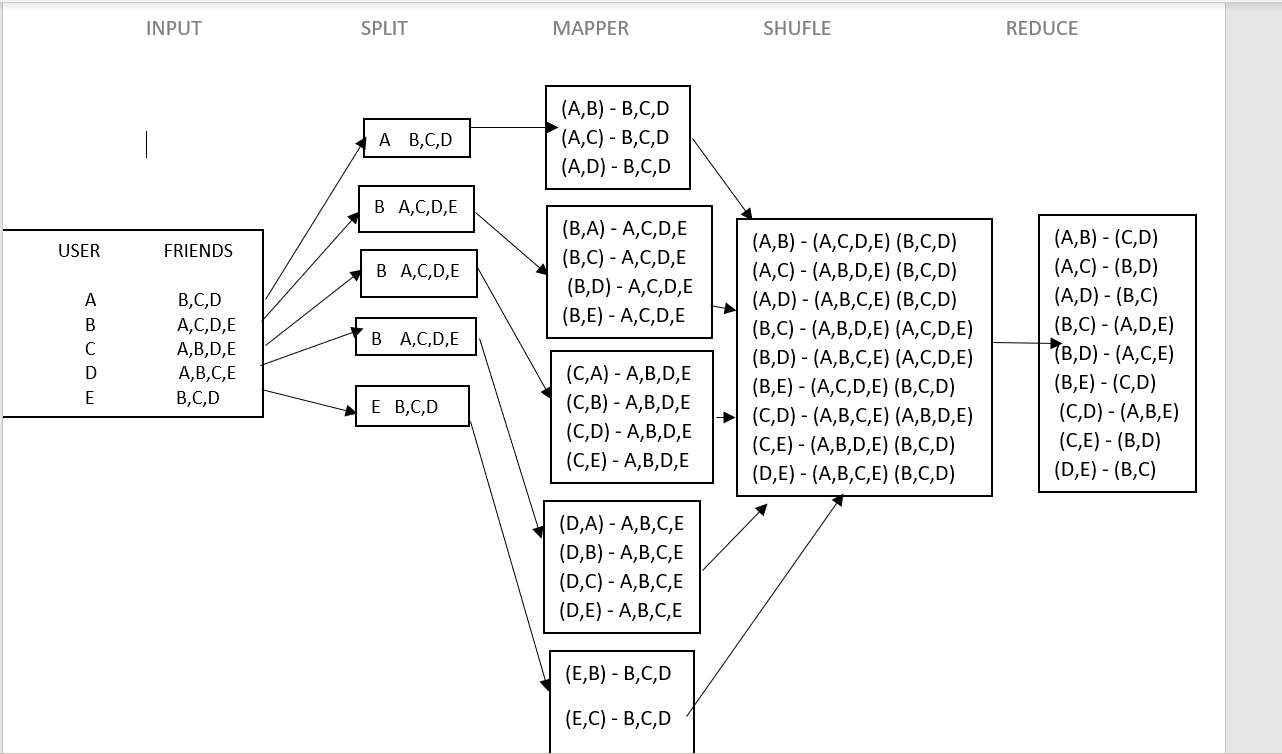 INPUT SPLIT MAPPER SHUFLE REDUCE
USER FRIENDS
A B,C,D
B A,C,D,E
C A,B,D,E
D A,B,C,E
E B,C,D
A B,C,D
B A,C,D,E
B A,C,D,E
B A,C,D,E
E B,C,D
(A,B) - B,C,D
(A,C) - B,C,D
(A,D) - B,C,D
(B,A) - A,C,D,E
(B,C) - A,C,D,E
(B,D) - A,C,D,E
(B,E) - A,C,D,E
(C,A) - A,B,D,E
(C,B) - A,B,D,E
(C,D) - A,B,D,E
(C,E) - A,B,D,E
(D,A) - A,B,C,E
(D,B) - A,B,C,E
(D,C) - A,B,C,E
(D,E) - A,B,C,E
(E,B) - B,C,D
(E,C) - B,C,D
(A,B) - (A,C,D,E) (B,C,D)
(A,C) - (A,B,D,E) (B,C,D)
(A,D) - (A,B,C,E) (B,C,D)
(B,C) - (A,B,D,E) (A,C,D,E)
(B,D) - (A,B,C,E) (A,C,D,E)
(B,E) - (A,C,D,E) (B,C,D)
(C,D) - (A,B,C,E) (A,B,D,E)
(C,E) - (A,B,D,E) (B,C,D)
(D,E) - (A,B,C,E) (B,C,D)
(A,B) - (C,D)
(A,C) - (B,D)
(A,D) - (B,C)
(B,C) - (A,D,E)
(B,D) - (A,C,E)
(B,E) - (C,D)
(C,D) - (A,B,E)
(C,E) - (B,D)
(D,E) - (B,C)